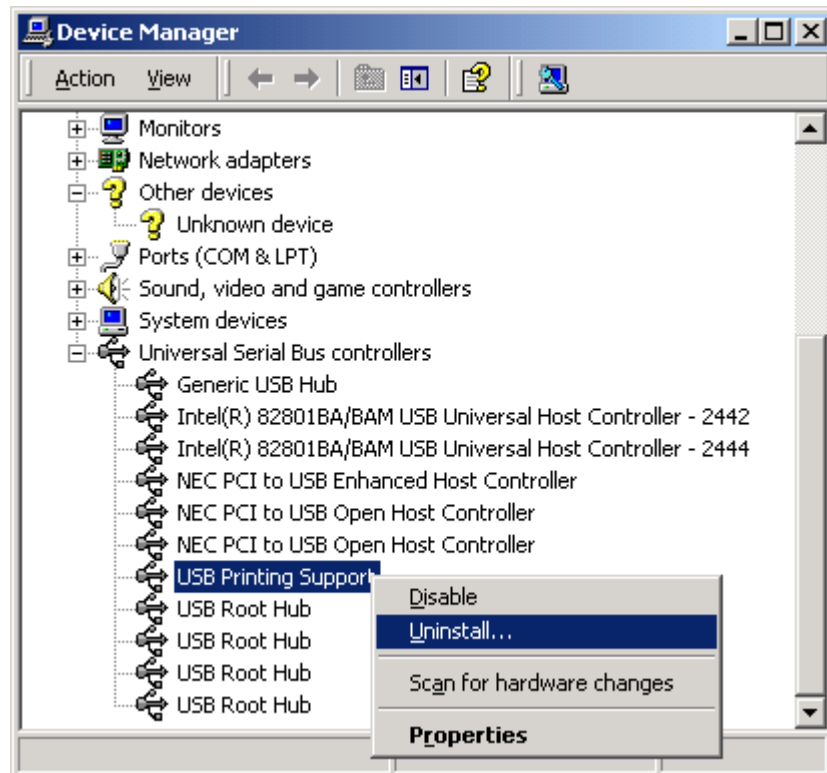 Device Manager
Action View
Monitors
Network adapters
Other devices
Unknown device
Ports (COM & LPT)
Sound, video and game controllers
System devices
Universal Serial Bus controllers
Generic USB Hub
Intel(R) 82801BA/BAM USB Universal Host Controller - 2442
Intel(R) 82801BA/BAM USB Universal Host Controller - 2444
NEC PCI to USB Enhanced Host Controller
NEC PCI to USB Open Host Controller
NEC PCI to USB Open Host Controller
USB Printing Support
USB Root Hub
USB Root Hub
USB Root Hub
USB Root Hub
Disable
Uninstall...
Scan for hardware changes
Properties